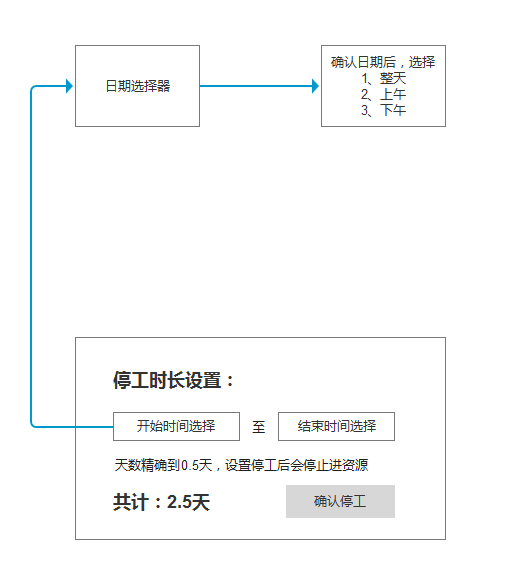 日期选择器
确认日期后，选择
1、整天
2、上午
3、下午
停工时长设置：
开始时间选择 至 结束时间选择
天数精确到0.5天，设置停工后会停止进资源
共计：2.5天 确认停工